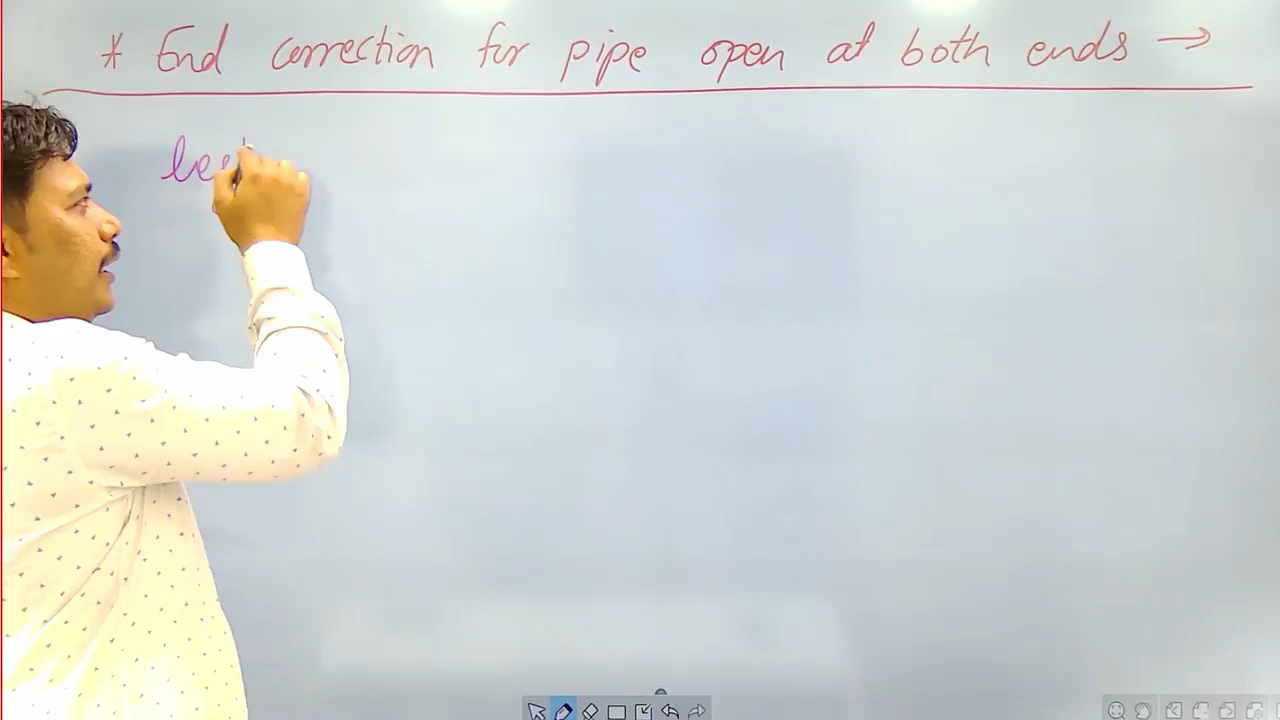 * End correction for pipe open at both ends →